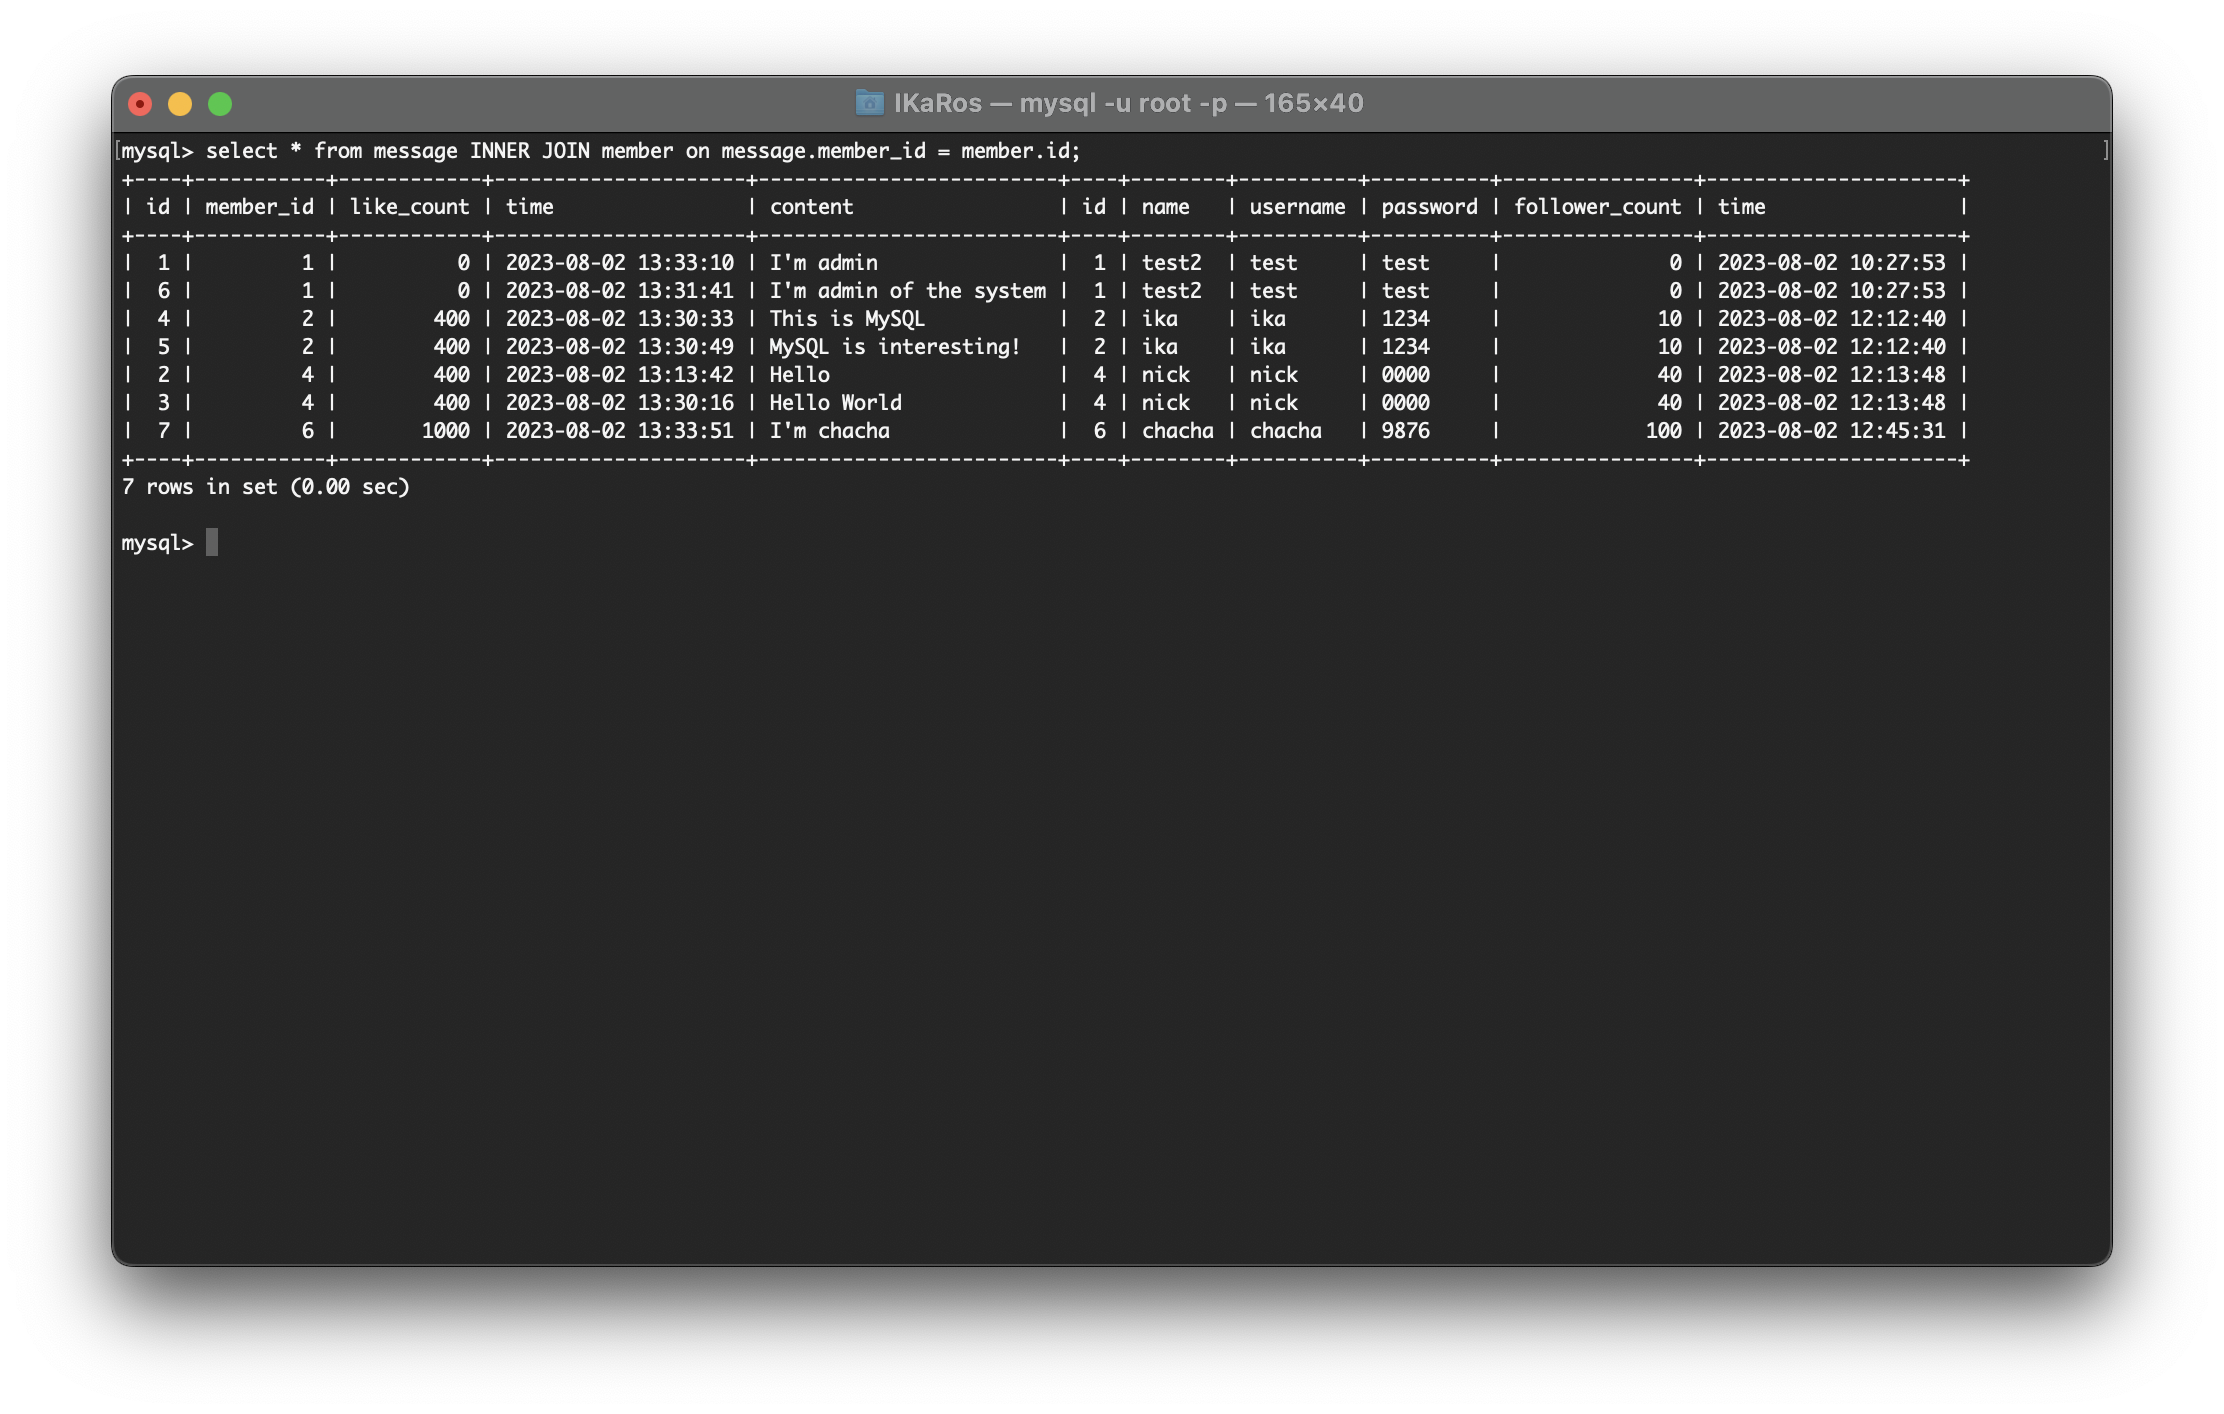 IKaRos — mysql -u root -p — 165×40
[mysql> select * from message INNER JOIN member on message.member_id = member.id; ]
+----+-----------+------------+---------------------+-------------------------+----+--------+----------+----------+----------------+---------------------+
| id | member_id | like_count | time                | content                 | id | name   | username | password | follower_count | time                |
+----+-----------+------------+---------------------+-------------------------+----+--------+----------+----------+----------------+---------------------+
|  1 |         1 |          0 | 2023-08-02 13:33:10 | I'm admin               |  1 | test2  | test     | test     |              0 | 2023-08-02 10:27:53 |
|  6 |         1 |          0 | 2023-08-02 13:31:41 | I'm admin of the system |  1 | test2  | test     | test     |              0 | 2023-08-02 10:27:53 |
|  4 |         2 |        400 | 2023-08-02 13:30:33 | This is MySQL           |  2 | ika    | ika      | 1234     |             10 | 2023-08-02 12:12:40 |
|  5 |         2 |        400 | 2023-08-02 13:30:49 | MySQL is interesting!   |  2 | ika    | ika      | 1234     |             10 | 2023-08-02 12:12:40 |
|  2 |         4 |        400 | 2023-08-02 13:13:42 | Hello                   |  4 | nick   | nick     | 0000     |             40 | 2023-08-02 12:13:48 |
|  3 |         4 |        400 | 2023-08-02 13:30:16 | Hello World             |  4 | nick   | nick     | 0000     |             40 | 2023-08-02 12:13:48 |
|  7 |         6 |       1000 | 2023-08-02 13:33:51 | I'm chacha              |  6 | chacha | chacha   | 9876     |            100 | 2023-08-02 12:45:31 |
+----+-----------+------------+---------------------+-------------------------+----+--------+----------+----------+----------------+---------------------+
7 rows in set (0.00 sec)
mysql>